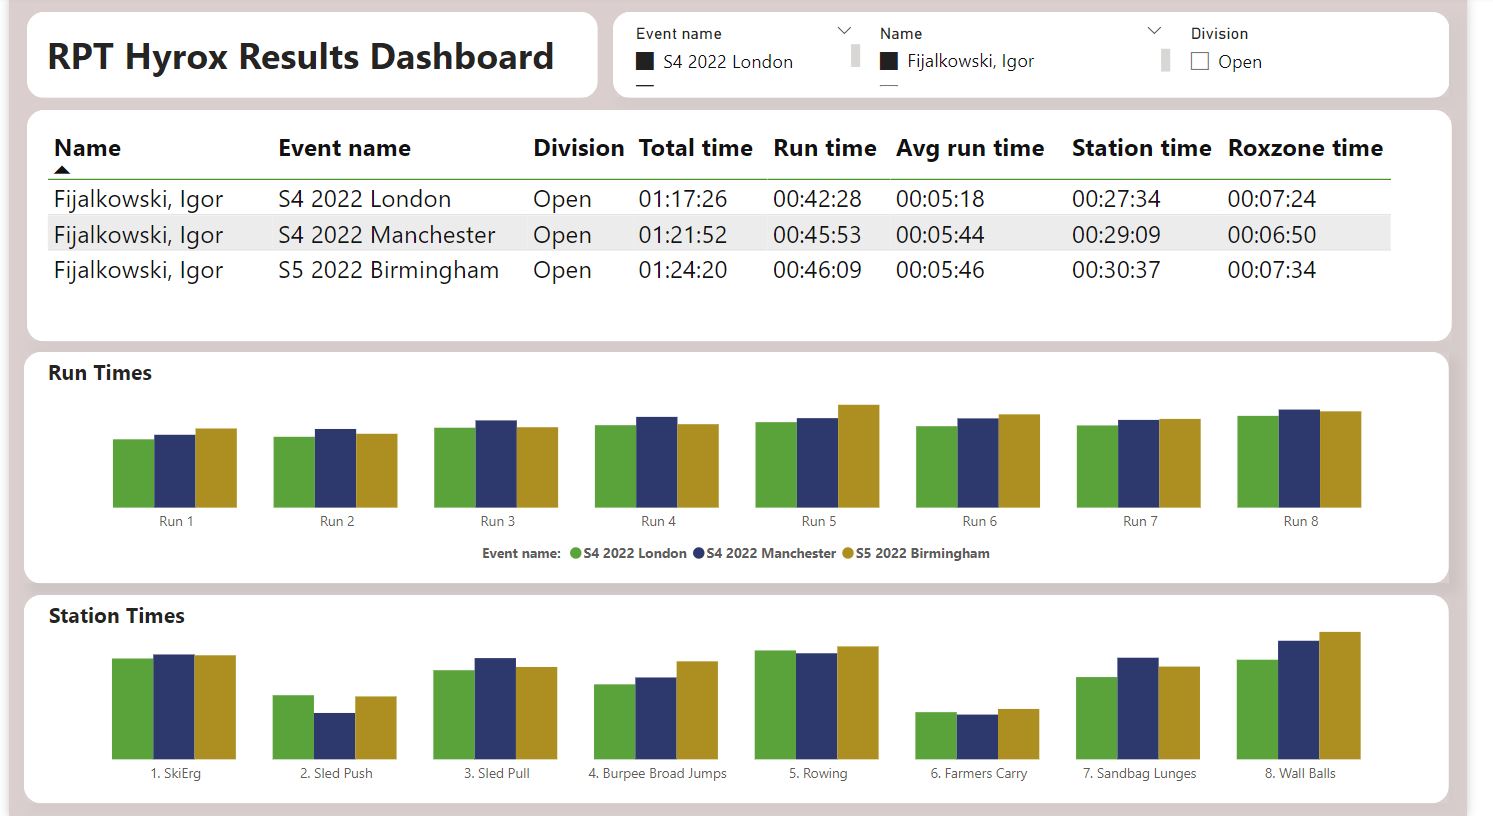 RPT Hyrox Results Dashboard
Event name
S4 2022 London
Name
Fijalkowski, Igor
Division
Open
Name Event name Division Total time Run time Avg run time Station time Roxzone time
Fijalkowski, Igor S4 2022 London Open 01:17:26 00:42:28 00:05:18 00:27:34 00:07:24
Fijalkowski, Igor S4 2022 Manchester Open 01:21:52 00:45:53 00:05:44 00:29:09 00:06:50
Fijalkowski, Igor S5 2022 Birmingham Open 01:24:20 00:46:09 00:05:46 00:30:37 00:07:34
Run Times
Run 1 Run 2 Run 3 Run 4 Run 5 Run 6 Run 7 Run 8
Event name: S4 2022 London S4 2022 Manchester S5 2022 Birmingham
Station Times
1. SkiErg 2. Sled Push 3. Sled Pull 4. Burpee Broad Jumps 5. Rowing 6. Farmers Carry 7. Sandbag Lunges 8. Wall Balls